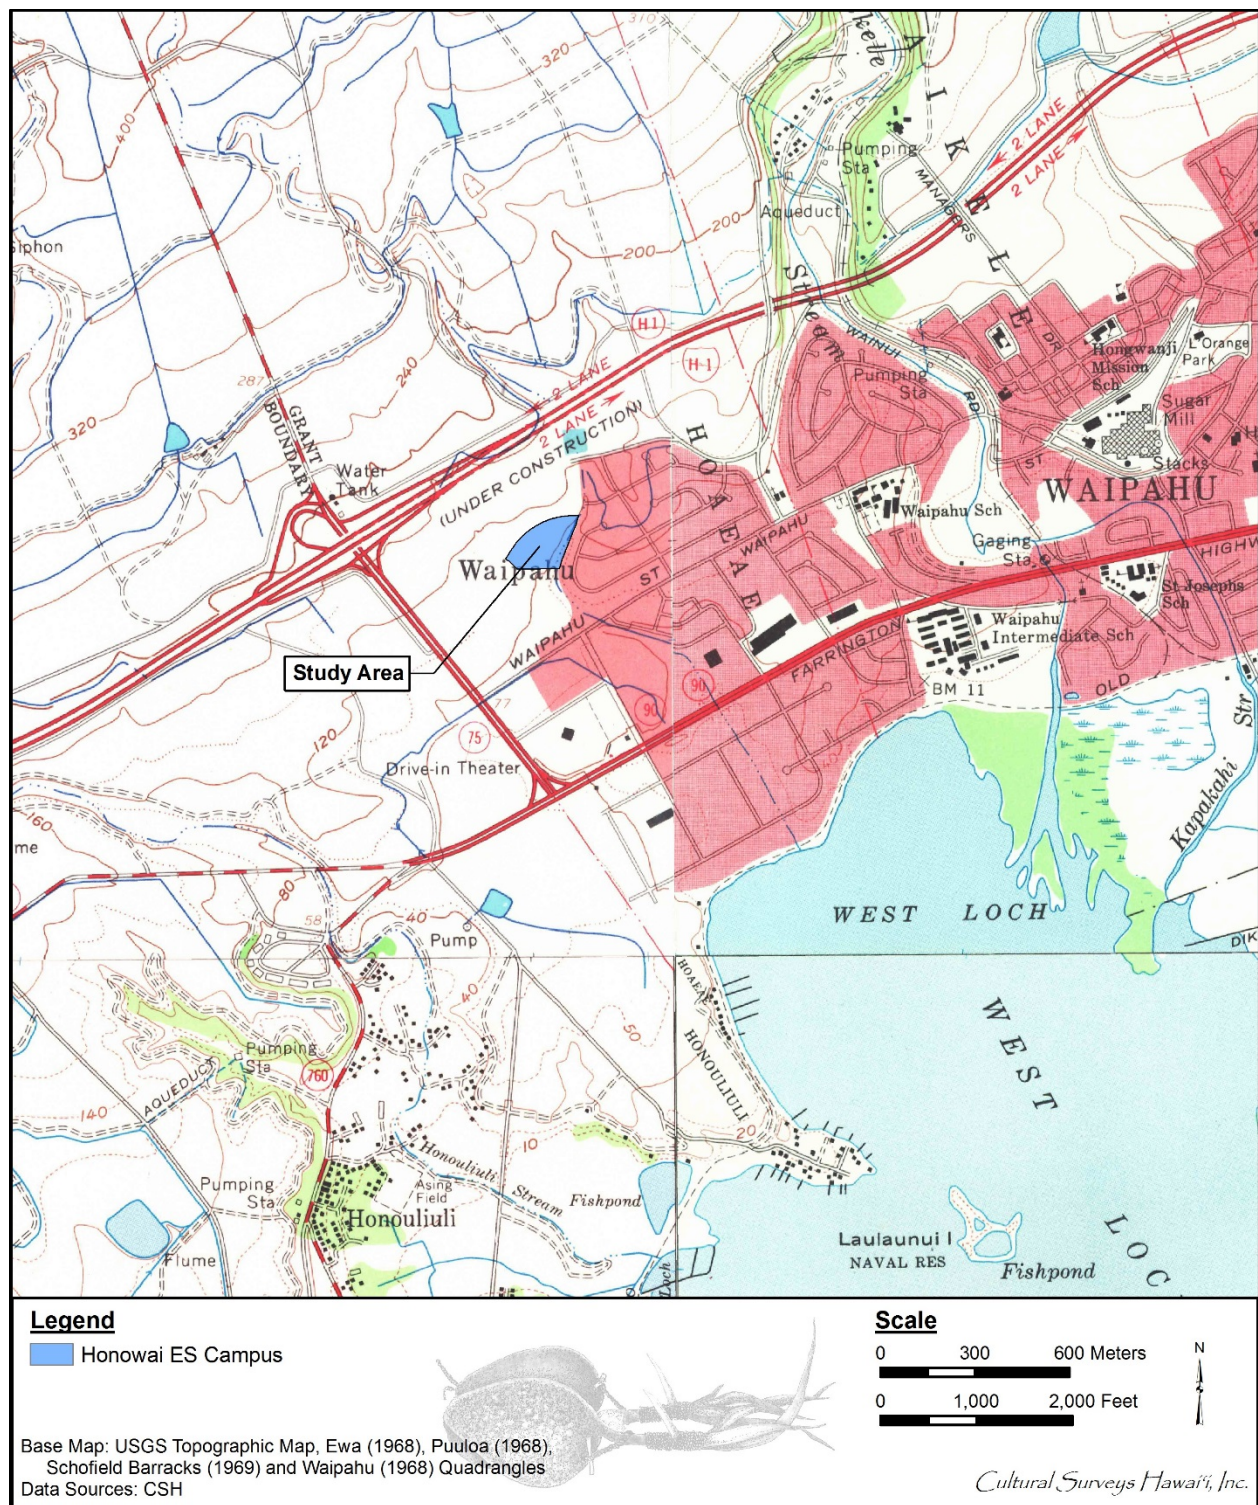 310
320
400
Siphon
A
I
K
E
L
E
Pumping
Sta
MANAGERS
DR
2 LANE
2 LANE
Aqueduct
200
200
Stream
H1
H-1
WAINUI
RD
Pumping
Sta
Hongwanji
Mission
Sch
L'Orange
Park
Sugar
Mill
Stacks
ST
287
240
320
GRANT
BOUNDARY
2 LANE
2 LANE
(UNDER CONSTRUCTION)
Water
Tank
H
O
A
E
A
E
WAIPAHU
Waipahu Sch
WAIPAHU
ST
Gaging
Sta
HIGHW
Waipahu
WAIPAHU
Study Area
St Josephs
Sch
Waipahu
Intermediate Sch
FARRINGTON
OLD
BM 11
77
90
90
75
40
120
Drive-in Theater
Str
Kapakahi
160
me
80
58
40
Pump
WEST LOCH
DIK
40
50
HOAEAE
HONOULIULI
WEST
LOC
Pumping
Sta
760
AQUEDUCT
140
10
20
Honouliuli
Stream
Asing
Field
Fishpond
Pumping
Sta
Honouliuli
Flume
Loch
Laulaunui I
NAVAL RES
Fishpond
Legend
Honowai ES Campus
Scale
0 300 600 Meters
0 1,000 2,000 Feet
N
Base Map: USGS Topographic Map, Ewa (1968), Puuloa (1968),
Schofield Barracks (1969) and Waipahu (1968) Quadrangles
Data Sources: CSH
Cultural Surveys Hawaiʻi, Inc.